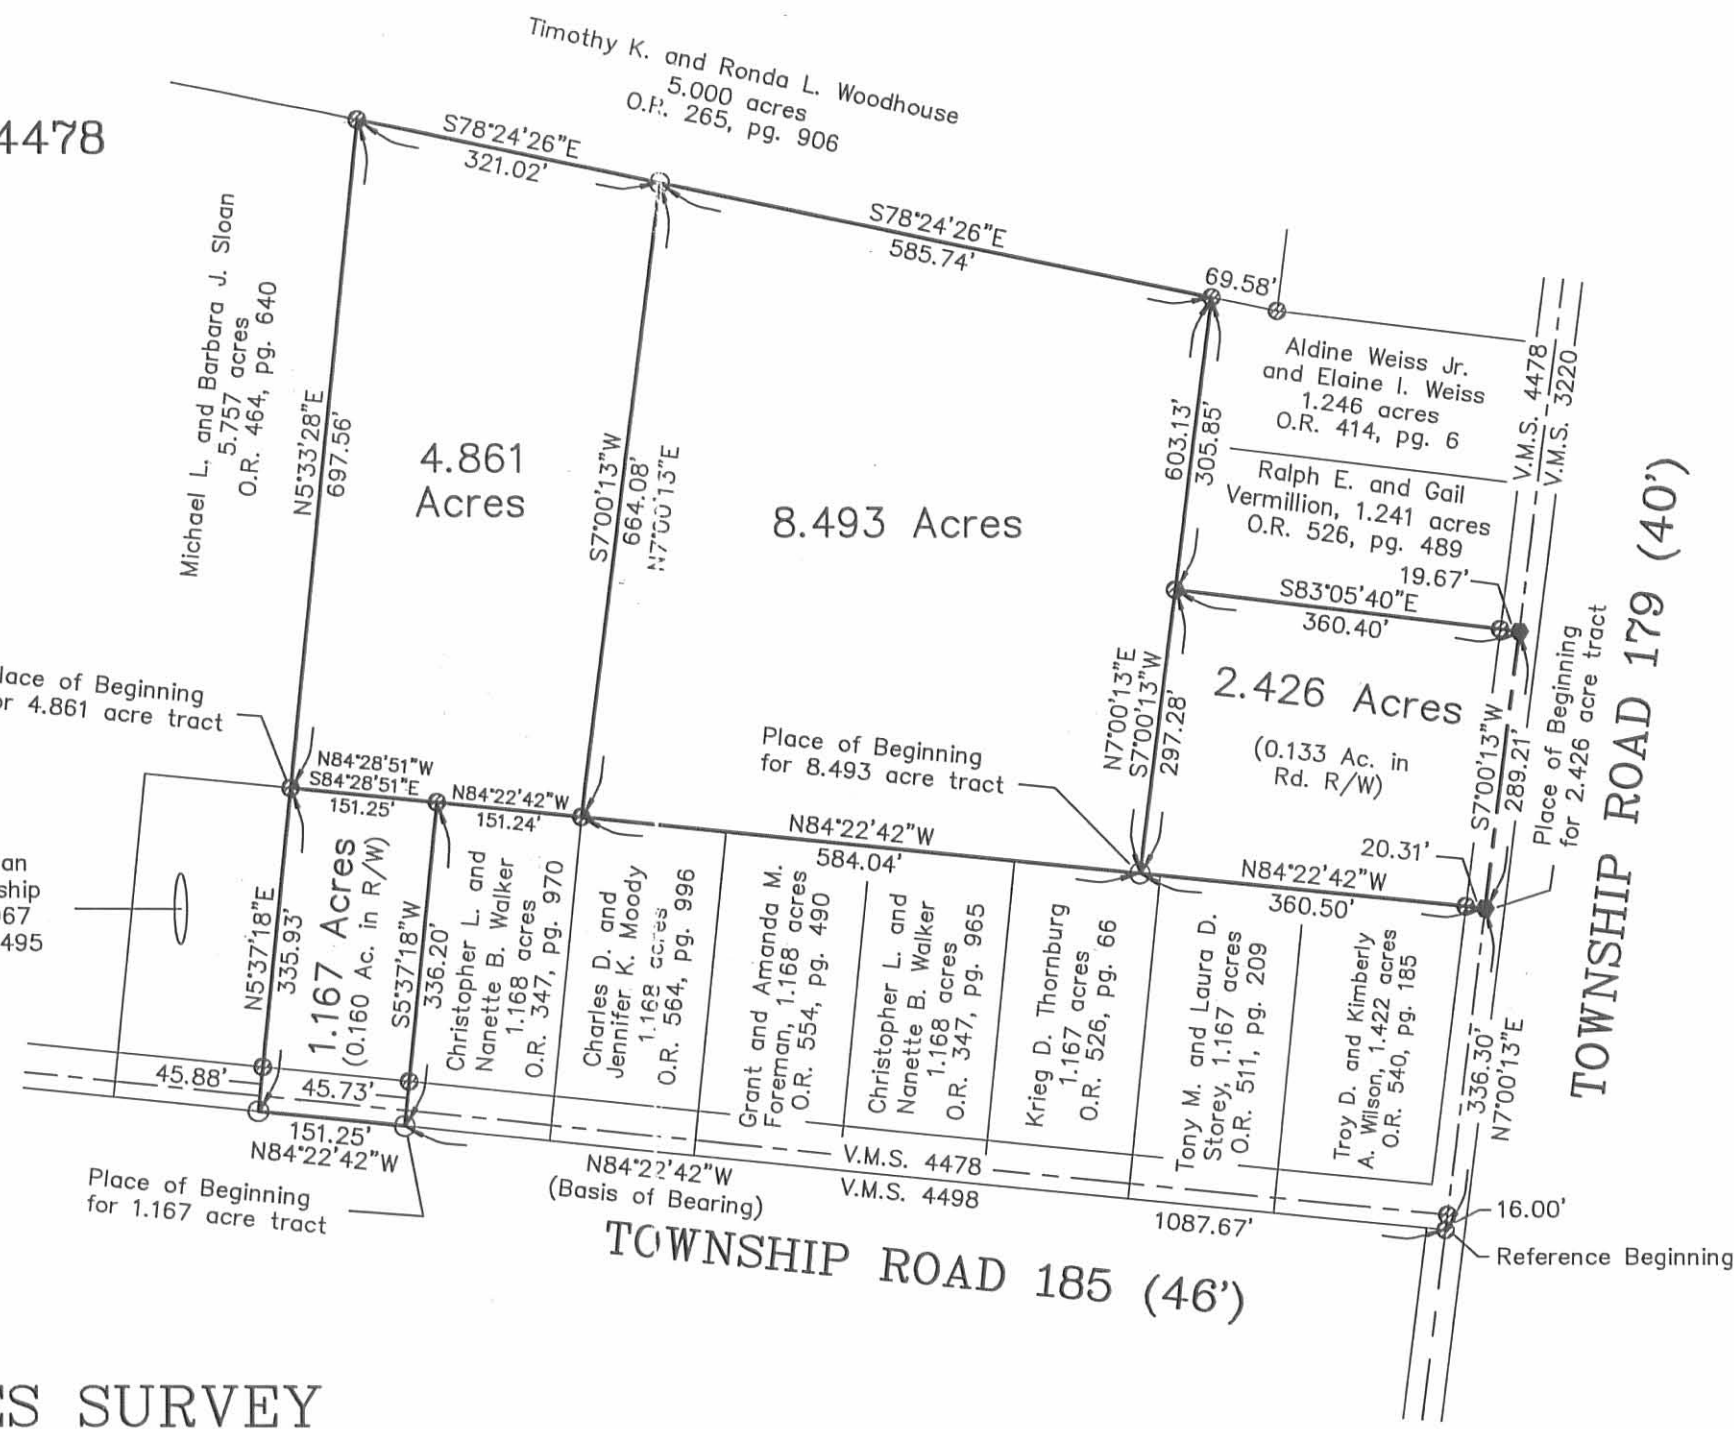 Timothy K. and Ronda L. Woodhouse
5.000 acres
O.R. 265, pg. 906
4478
S78°24'26"E
321.02'
S78°24'26"E
585.74'
69.58'
Michael L. and Barbara J. Sloan
5.757 acres
O.R. 464, pg. 640
N5°33'28"E
697.56'
4.861
Acres
S7°00'13"W
664.08'
N7°00'13"E
8.493 Acres
603.13'
305.85'
Aldine Weiss Jr.
and Elaine I. Weiss
1.246 acres
O.R. 414, pg. 6
Ralph E. and Gail
Vermillion, 1.241 acres
O.R. 526, pg. 489
V.M.S. 4478
V.M.S. 3220
TOWNSHIP ROAD 179 (40')
19.67'
S83°05'40"E
360.40'
2.426 Acres
(0.133 Ac. in
Rd. R/W)
N7°00'13"E
S7°00'13"W
297.28'
S7°00'13"W
289.21'
Place of Beginning
for 2.426 acre tract
lace of Beginning
or 4.861 acre tract
Place of Beginning
for 8.493 acre tract
N84°28'51"W
S84°28'51"E
151.25'
N84°22'42"W
151.24'
N84°22'42"W
584.04'
20.31'
N84°22'42"W
360.50'
an
ship
67
495
N5°37'18"E
335.93'
1.167 Acres
(0.160 Ac. in R/W)
S5°37'18"W
336.20'
Christopher L. and
Nanette B. Walker
1.168 acres
O.R. 347, pg. 970
Charles D. and
Jennifer K. Moody
1.168 acres
O.R. 564, pg. 996
Grant and Amanda M.
Foreman, 1.168 acres
O.R. 554, pg. 490
Christopher L. and
Nanette B. Walker
1.168 acres
O.R. 347, pg. 965
Krieg D. Thornburg
1.167 acres
O.R. 526, pg. 66
Tony M. and Laura D.
Storey, 1.167 acres
O.R. 511, pg. 209
Troy D. and Kimberly
A. Wilson, 1.422 acres
O.R. 540, pg. 185
336.30'
N7°00'13"E
45.88'
45.73'
151.25'
N84°22'42"W
Place of Beginning
for 1.167 acre tract
N84°22'42"W
(Basis of Bearing)
V.M.S. 4478
V.M.S. 4498
1087.67'
16.00'
Reference Beginning
TOWNSHIP ROAD 185 (46')
ES SURVEY